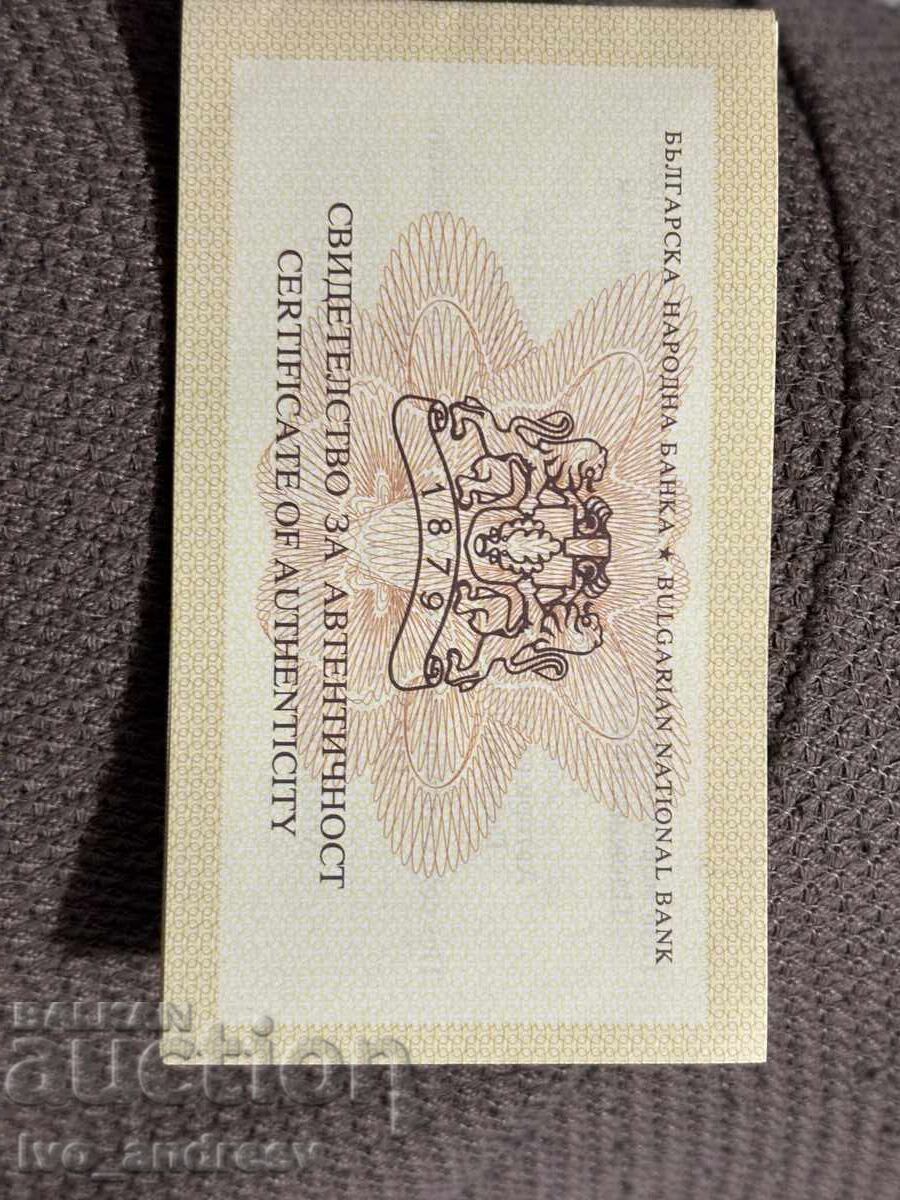 БЪЛГАРСКА НАРОДНА БАНКА ★ BULGARIAN NATIONAL BANK
1879
СВИДЕТЕЛСТВО ЗА АВТЕНТИЧНОСТ
CERTIFICATE OF AUTHENTICITY
BALKAN
auction
ivo_andreev